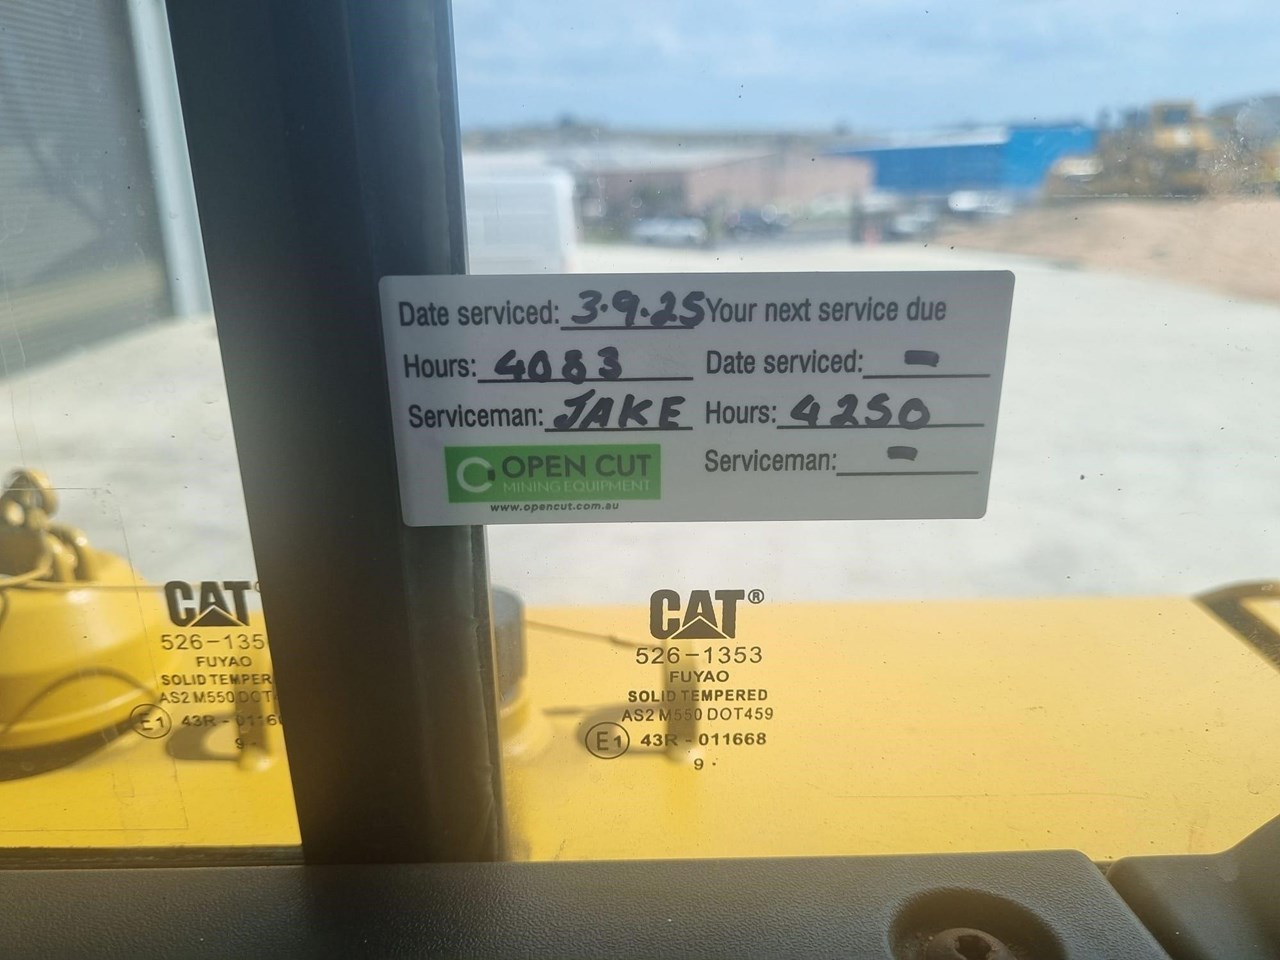 Date serviced: 3.9.25 Your next service due
Hours: 4083 Date serviced: -
Serviceman: JAKE Hours: 4250
Serviceman: -
OPEN CUT
MINING EQUIPMENT
www.opencut.com.au
CAT
526-135
FUYAO
SOLID TEMPER
AS2 M550 DOT
E1 43R - 0116
9 ·
CAT®
526-1353
FUYAO
SOLID TEMPERED
AS2 M550 DOT459
E1 43R - 011668
9 ·